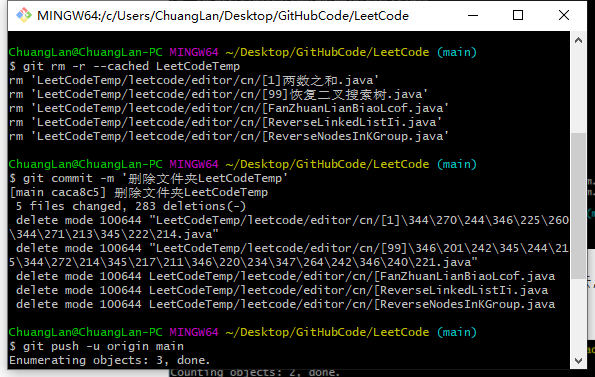 MINGW64:/c/Users/ChuangLan/Desktop/GitHubCode/LeetCode
ChuangLan@ChuangLan-PC MINGW64 ~/Desktop/GitHubCode/LeetCode (main)
$ git rm -r --cached LeetCodeTemp
rm 'LeetCodeTemp/leetcode/editor/cn/[1]两数之和.java'
rm 'LeetCodeTemp/leetcode/editor/cn/[99]恢复二叉搜索树.java'
rm 'LeetCodeTemp/leetcode/editor/cn/[FanZhuanLianBiaoLcof.java'
rm 'LeetCodeTemp/leetcode/editor/cn/[ReverseLinkedListIi.java'
rm 'LeetCodeTemp/leetcode/editor/cn/[ReverseNodesInKGroup.java'
ChuangLan@ChuangLan-PC MINGW64 ~/Desktop/GitHubCode/LeetCode (main)
$ git commit -m '删除文件夹LeetCodeTemp'
[main caca8c5] 删除文件夹LeetCodeTemp
5 files changed, 283 deletions(-)
delete mode 100644 "LeetCodeTemp/leetcode/editor/cn/[1]\344\270\244\346\225\260
\344\271\213\345\222\214.java"
delete mode 100644 "LeetCodeTemp/leetcode/editor/cn/[99]\346\201\242\345\244\21
5\344\272\214\345\217\211\346\220\234\347\264\242\346\240\221.java"
delete mode 100644 LeetCodeTemp/leetcode/editor/cn/[FanZhuanLianBiaoLcof.java
delete mode 100644 LeetCodeTemp/leetcode/editor/cn/[ReverseLinkedListIi.java
delete mode 100644 LeetCodeTemp/leetcode/editor/cn/[ReverseNodesInKGroup.java
ChuangLan@ChuangLan-PC MINGW64 ~/Desktop/GitHubCode/LeetCode (main)
$ git push -u origin main
Enumerating objects: 3, done.
Counting objects: 2, done.